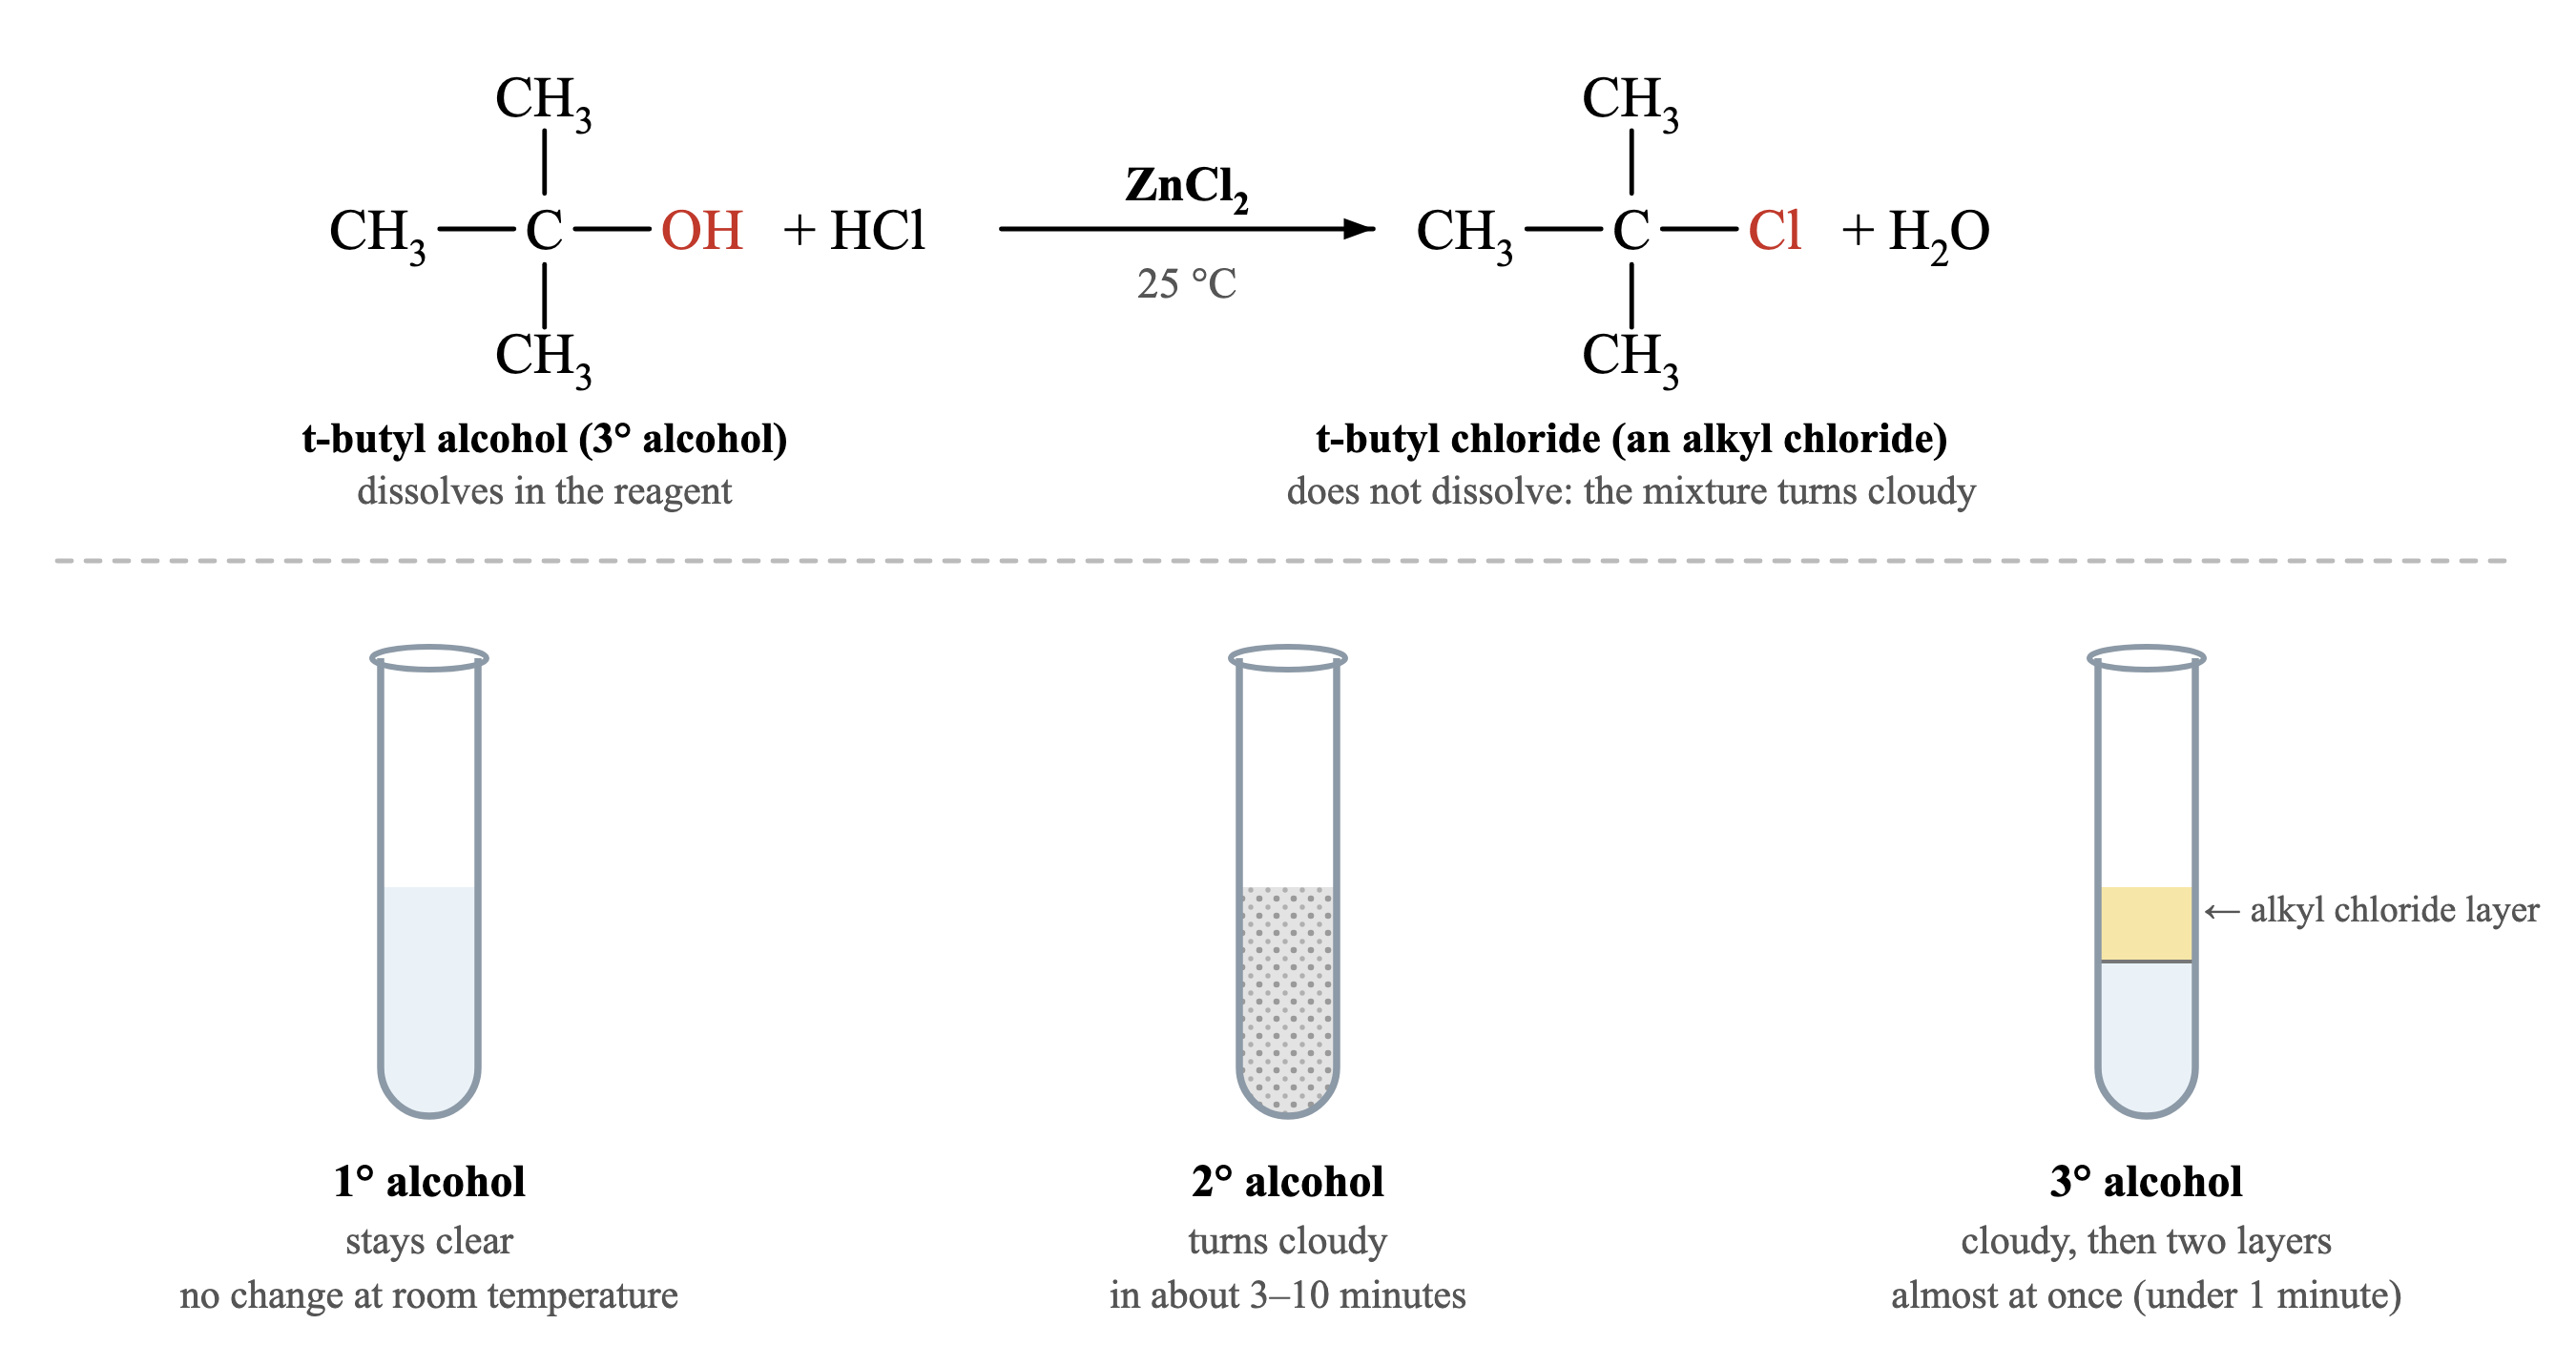 CH₃
ZnCl₂
CH₃ — C — OH + HCl
25 °C
CH₃
t-butyl alcohol (3° alcohol)
dissolves in the reagent
CH₃
CH₃ — C — Cl + H₂O
CH₃
t-butyl chloride (an alkyl chloride)
does not dissolve: the mixture turns cloudy
← alkyl chloride layer
1° alcohol
stays clear
no change at room temperature
2° alcohol
turns cloudy
in about 3–10 minutes
3° alcohol
cloudy, then two layers
almost at once (under 1 minute)